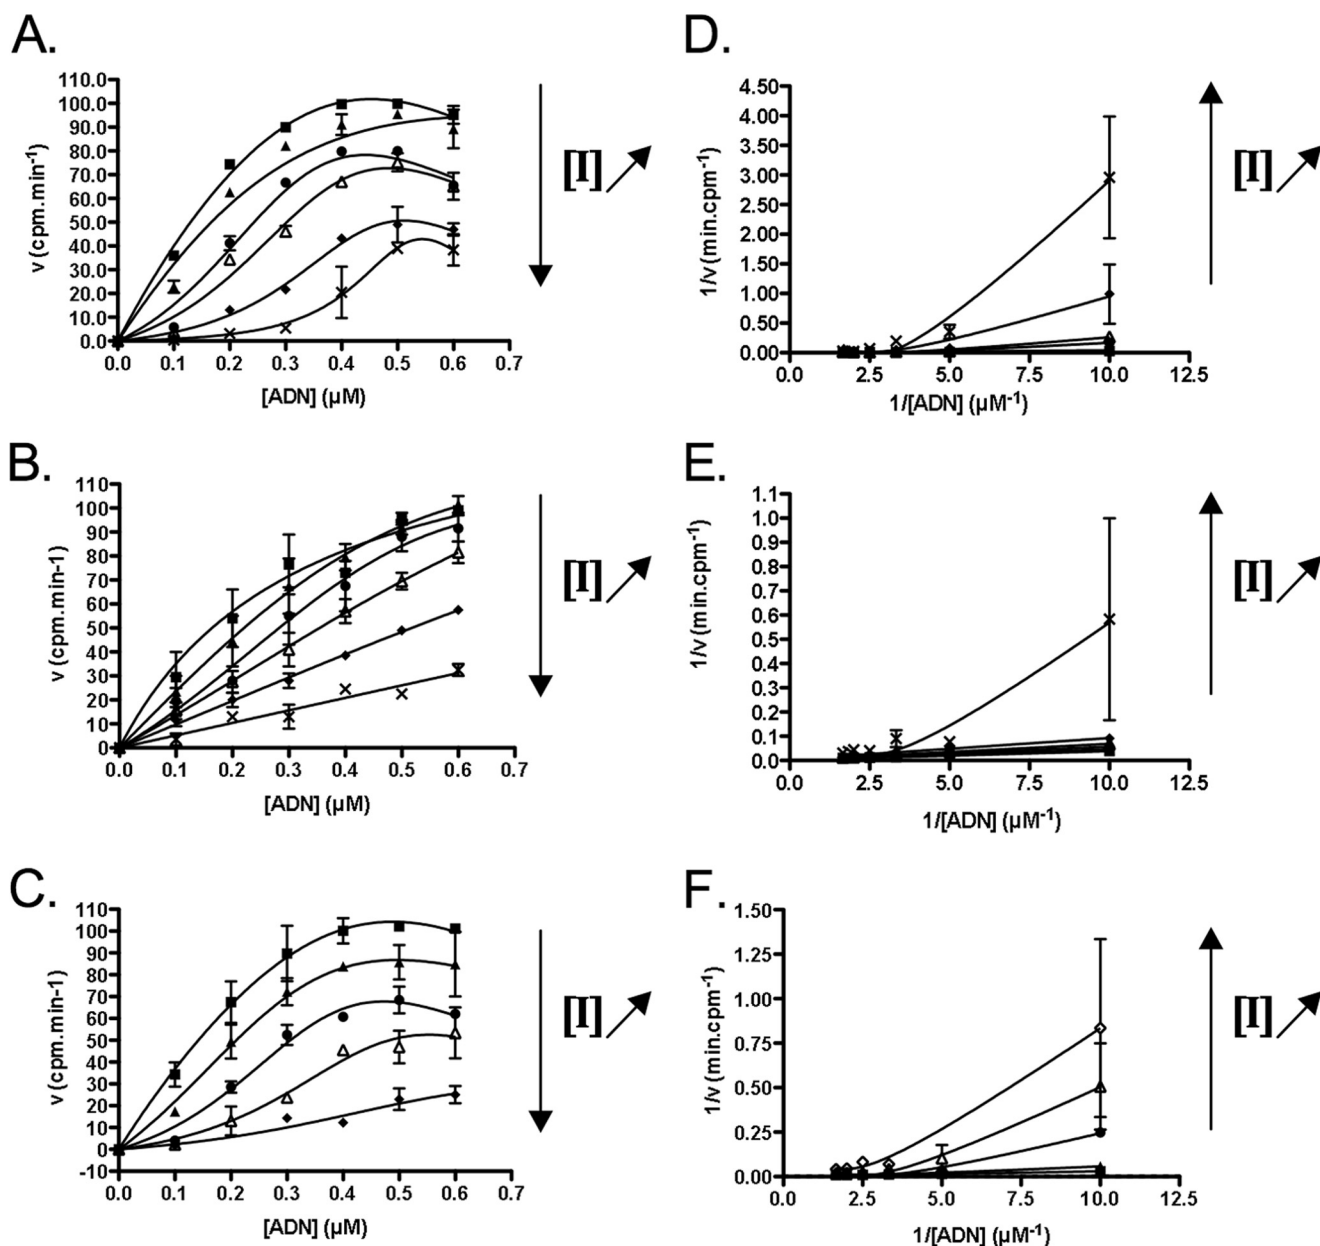 A.
v (cpm.min-1)
110.0
100.0
90.0
80.0
70.0
60.0
50.0
40.0
30.0
20.0
10.0
0.0
0.0 0.1 0.2 0.3 0.4 0.5 0.6 0.7
[ADN] (µM)
[I]
D.
1/v (min.cpm-1)
4.50
4.00
3.50
3.00
2.50
2.00
1.50
1.00
0.50
0.00
0.0 2.5 5.0 7.5 10.0 12.5
1/[ADN] (µM-1)
[I]
B.
v (cpm.min-1)
110
100
90
80
70
60
50
40
30
20
10
0
0.0 0.1 0.2 0.3 0.4 0.5 0.6 0.7
[ADN] (µM)
[I]
E.
1/v (min.cpm-1)
1.1
1.0
0.9
0.8
0.7
0.6
0.5
0.4
0.3
0.2
0.1
0.0
0.0 2.5 5.0 7.5 10.0 12.5
1/[ADN] (µM-1)
[I]
C.
v (cpm.min-1)
110
100
90
80
70
60
50
40
30
20
10
0
-10
0.0 0.1 0.2 0.3 0.4 0.5 0.6 0.7
[ADN] (µM)
[I]
F.
1/v (min.cpm-1)
1.50
1.25
1.00
0.75
0.50
0.25
0.00
0.0 2.5 5.0 7.5 10.0 12.5
1/[ADN] (µM-1)
[I]